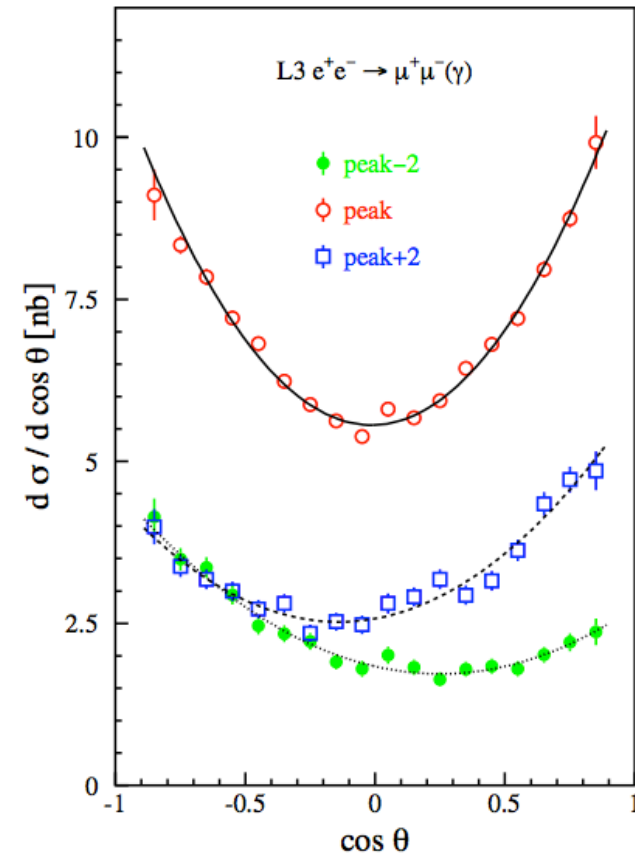 L3 e⁺e⁻ → μ⁺μ⁻(γ)
peak−2
peak
peak+2
10
7.5
5
2.5
0
d σ / d cos θ [nb]
-1 -0.5 0 0.5 1
cos θ